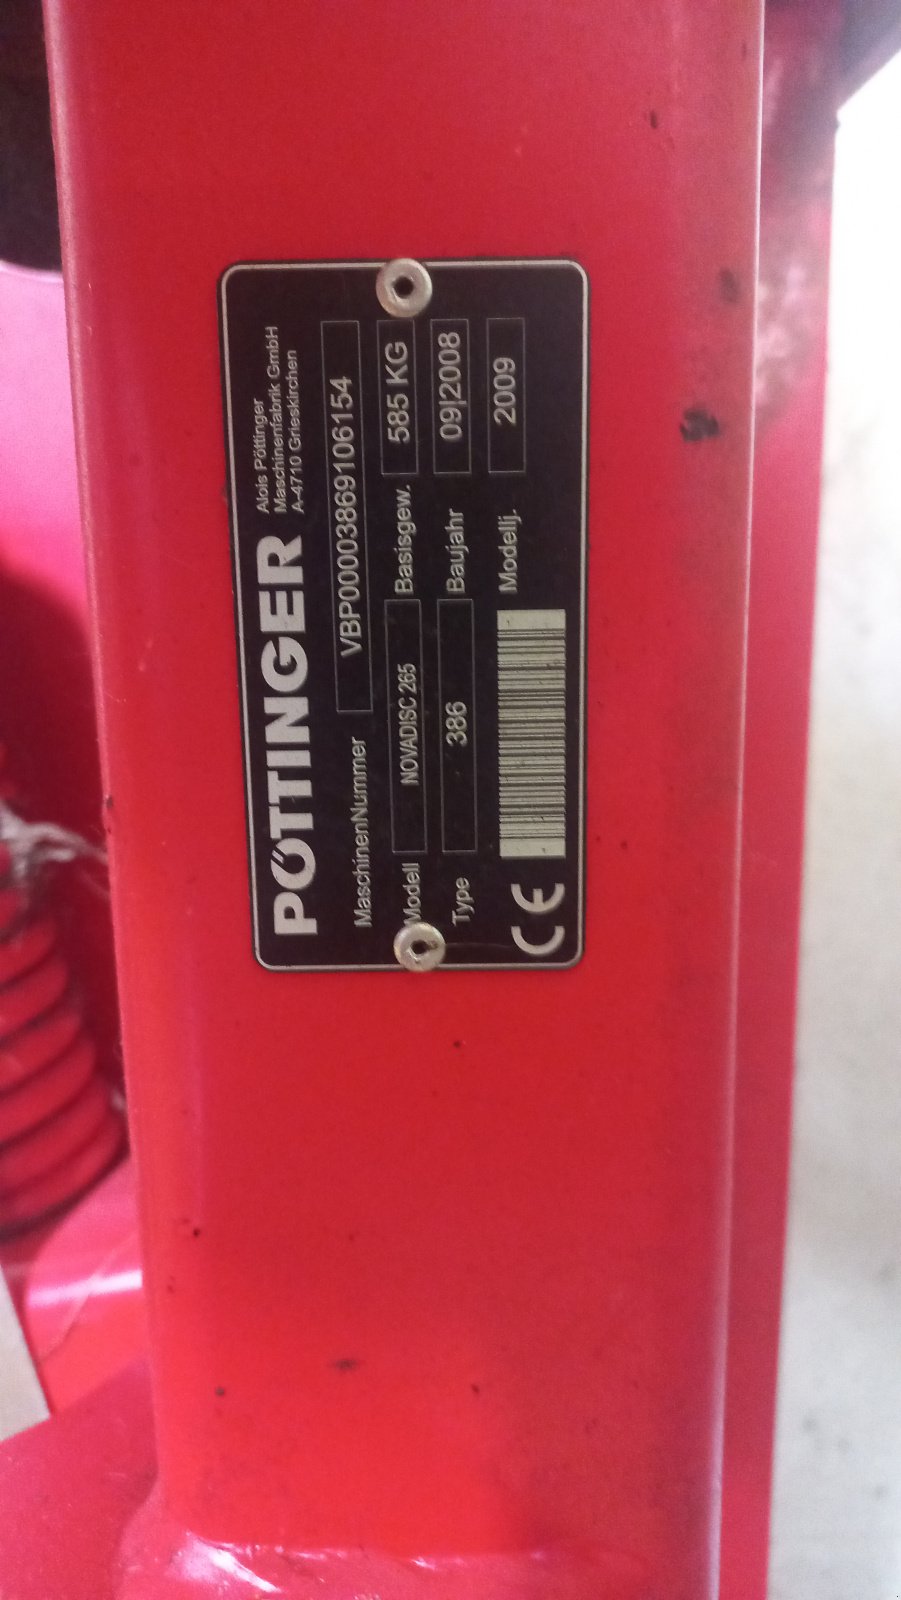 PÖTTINGER
Alois Pöttinger
Maschinenfabrik GmbH
A-4710 Grieskirchen
MaschinenNummer VBP00003869106154
Modell NOVADISC 265 Basisgew. 585 KG
Type 386 Baujahr 09|2008
CE Modellj. 2009